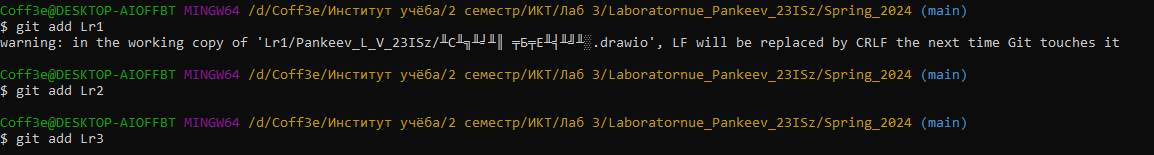 Coff3e@DESKTOP-AIOFFBT MINGW64 /d/Coff3e/Институт учёба/2 семестр/ИКТ/Лаб 3/Laboratornue_Pankeev_23ISz/Spring_2024 (main)
$ git add Lr1
warning: in the working copy of 'Lr1/Pankeev_L_V_23ISz/╨С╨╗╨╛╨║ ╤Б╤Е╨╡╨╝╨░.drawio', LF will be replaced by CRLF the next time Git touches it
Coff3e@DESKTOP-AIOFFBT MINGW64 /d/Coff3e/Институт учёба/2 семестр/ИКТ/Лаб 3/Laboratornue_Pankeev_23ISz/Spring_2024 (main)
$ git add Lr2
Coff3e@DESKTOP-AIOFFBT MINGW64 /d/Coff3e/Институт учёба/2 семестр/ИКТ/Лаб 3/Laboratornue_Pankeev_23ISz/Spring_2024 (main)
$ git add Lr3